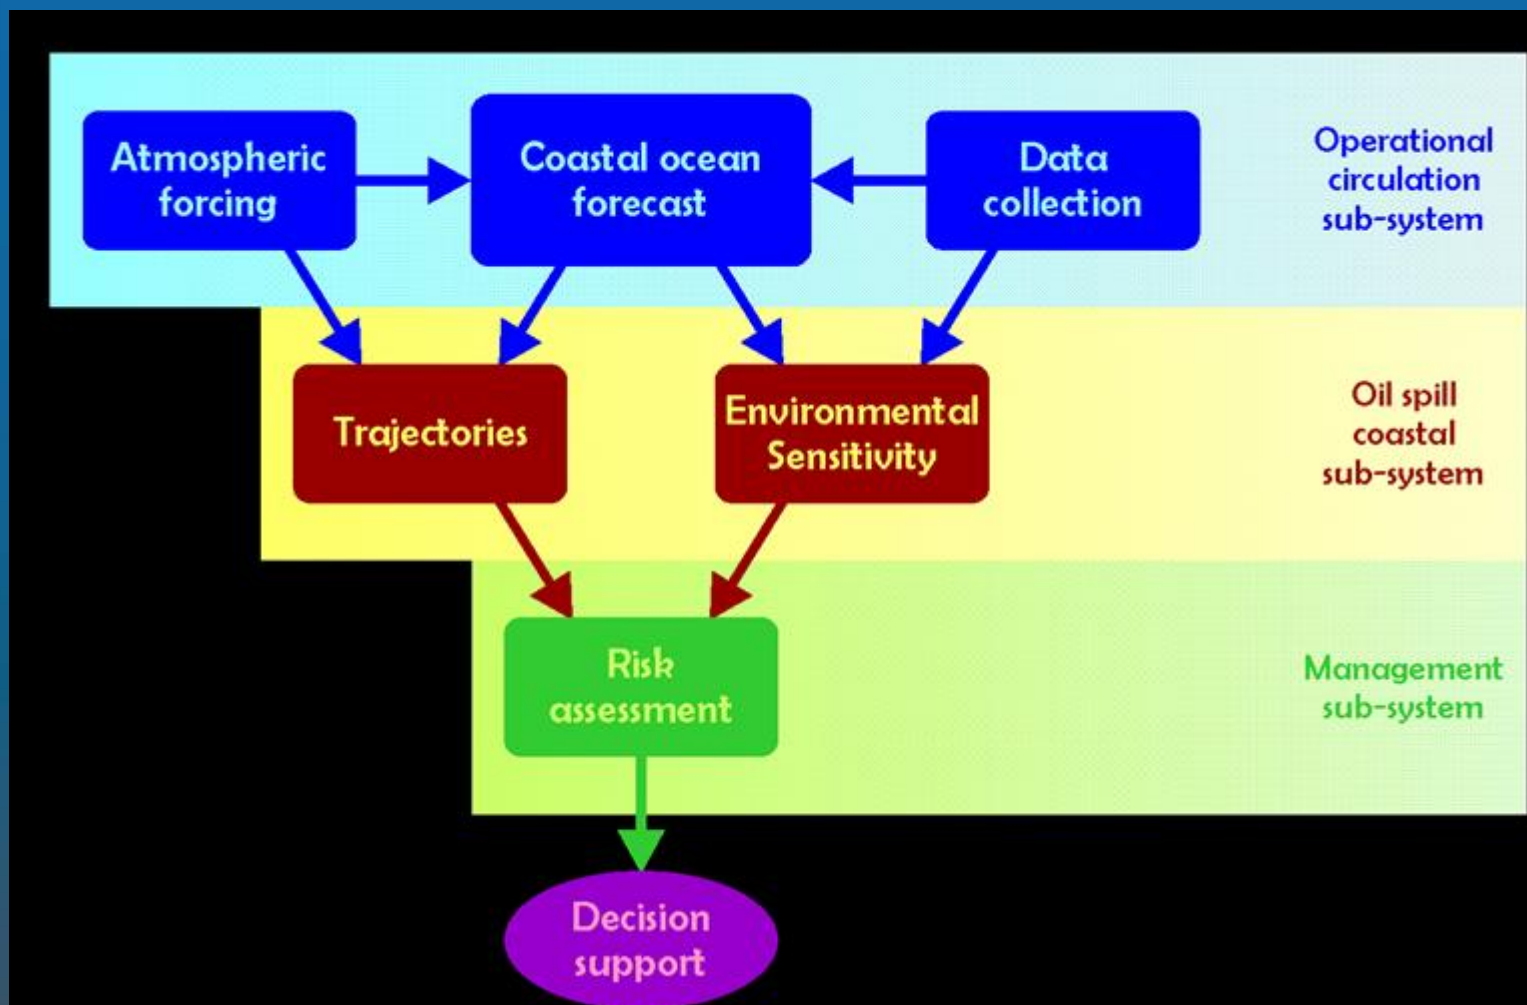 Atmospheric
forcing
Coastal ocean
forecast
Data
collection
Operational
circulation
sub-system
Trajectories
Environmental
Sensitivity
Oil spill
coastal
sub-system
Risk
assessment
Management
sub-system
Decision
support